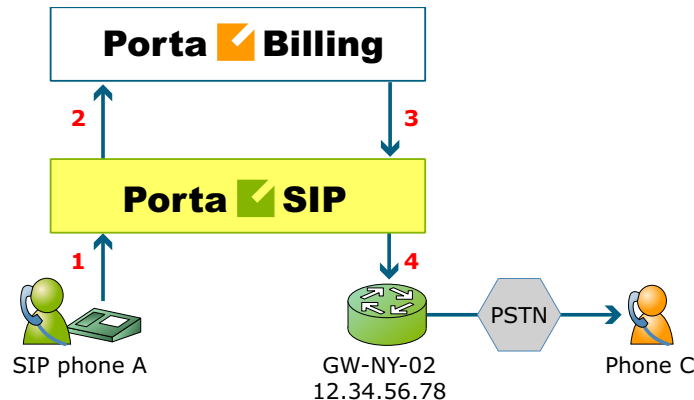 Porta Billing
2
3
Porta SIP
1
4
PSTN
SIP phone A
GW-NY-02
12.34.56.78
Phone C